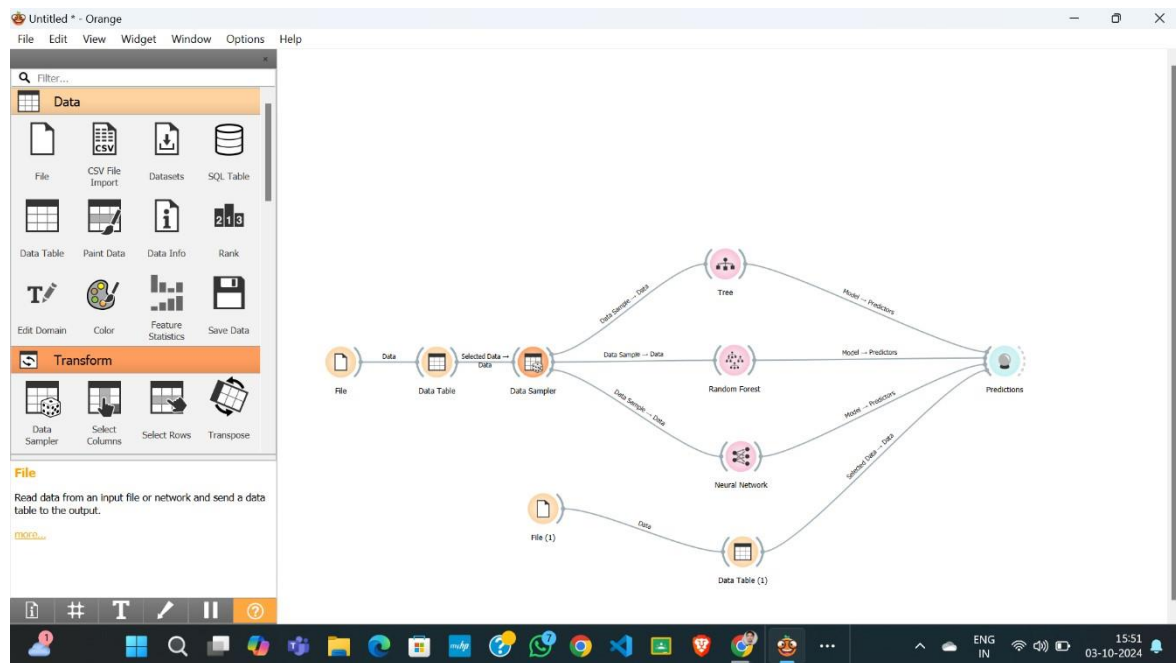 Untitled * - Orange
File Edit View Widget Window Options Help
Filter...
Data
File
CSV File
Import
Datasets
SQL Table
Data Table
Paint Data
Data Info
Rank
Edit Domain
Color
Feature
Statistics
Save Data
Transform
Data
Sampler
Select
Columns
Select Rows
Transpose
File
Read data from an input file or network and send a data
table to the output.
more...
File
Data
Data Table
Selected Data →
Data
Data Sampler
Data Sample → Data
Tree
Model → Predictors
Data Sample → Data
Random Forest
Model → Predictors
Data Sample → Data
Neural Network
Model → Predictors
Predictions
File (1)
Data
Data Table (1)
Selected Data → Data
1
7
ENG
IN
15:51
03-10-2024